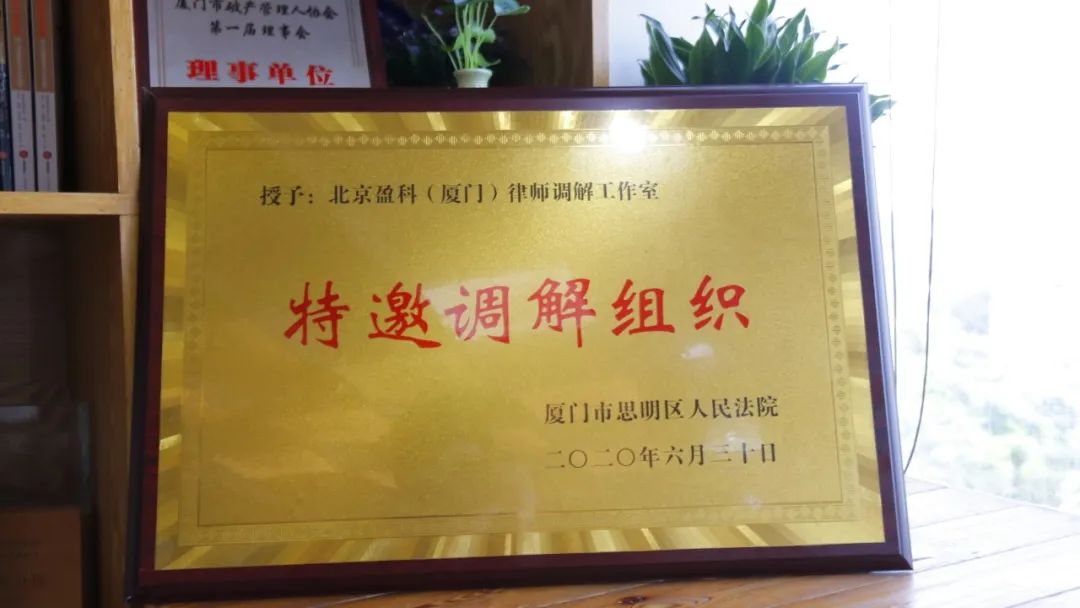 厦门市破产管理人协会
第一届理事会
理事单位
授予：北京盈科（厦门）律师调解工作室
特邀调解组织
厦门市思明区人民法院
二〇二〇年六月三十日